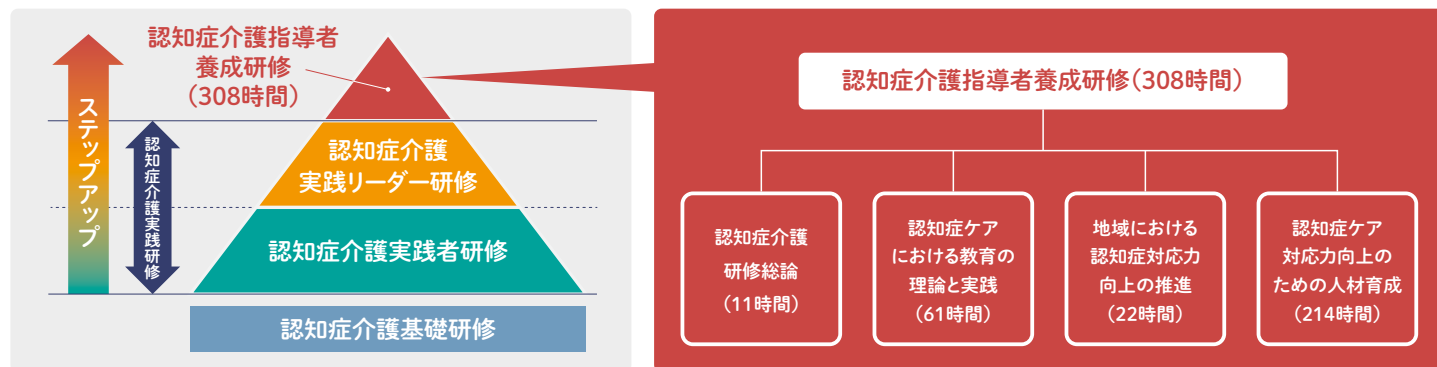 認知症介護指導者
養成研修
（308時間）
ステップアップ
認知症介護実践研修
認知症介護
実践リーダー研修
認知症介護実践者研修
認知症介護基礎研修
認知症介護指導者養成研修（308時間）
認知症介護
研修総論
（11時間）
認知症ケア
における教育の
理論と実践
（61時間）
地域における
認知症対応力
向上の推進
（22時間）
認知症ケア
対応力向上の
ための人材育成
（214時間）